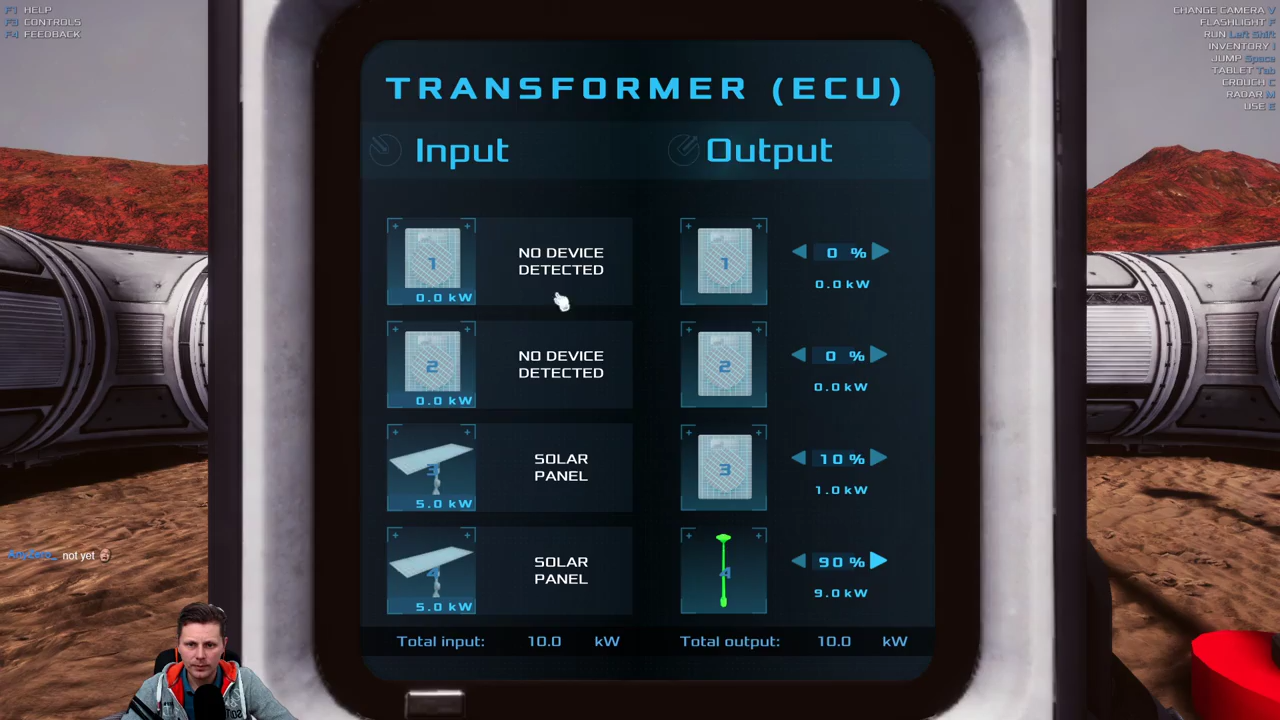 F1 HELP
F3 CONTROLS
F4 FEEDBACK
CHANGE CAMERA V
FLASHLIGHT F
RUN Left Shift
INVENTORY I
JUMP Space
TABLET Tab
CROUCH C
RADAR M
USE E
TRANSFORMER (ECU)
Input
Output
1
0.0 kW
NO DEVICE
DETECTED
1
0 %
0.0 kW
2
0.0 kW
NO DEVICE
DETECTED
2
0 %
0.0 kW
3
5.0 kW
SOLAR
PANEL
3
10 %
1.0 kW
4
5.0 kW
SOLAR
PANEL
4
90 %
9.0 kW
Total input: 10.0 kW
Total output: 10.0 kW
not yet